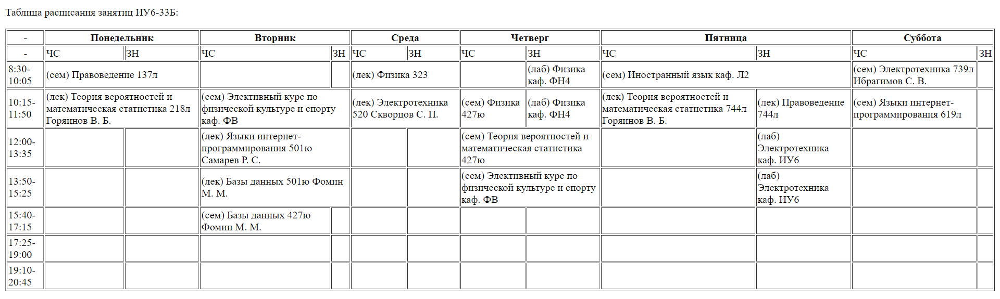 Таблица расписания занятиц ИУ6-33Б:
- Понедельник Вторник Среда Четверг Пятница Суббота
- ЧС ЗН ЧС ЗН ЧС ЗН ЧС ЗН ЧС ЗН ЧС ЗН
8:30-
10:05
(сем) Правоведение 137л
(лек) Физика 323
(лаб) Физика
каф. ФН4
(сем) Иностранный язык каф. Л2
(сем) Электротехника 739л
Ибрагимов С. В.
10:15-
11:50
(лек) Теория вероятностей и
математическая статистика 218л
Горяинов В. Б.
(сем) Элективный курс по
физической культуре и спорту
каф. ФВ
(лек) Электротехника
520 Скворцов С. П.
(сем) Физика
427ю
(лаб) Физика
каф. ФН4
(лек) Теория вероятностей и
математическая статистика 744л
Горяинов В. Б.
(лек) Правоведение
744л
(сем) Языки интернет-
программирования 619л
12:00-
13:35
(лек) Языки интернет-
программирования 501ю
Самарев Р. С.
(сем) Теория вероятностей и
математическая статистика
427ю
(лаб)
Электротехника
каф. ИУ6
13:50-
15:25
(лек) Базы данных 501ю Фомин
М. М.
(сем) Элективный курс по
физической культуре и спорту
каф. ФВ
(лаб)
Электротехника
каф. ИУ6
15:40-
17:15
(сем) Базы данных 427ю
Фомин М. М.
17:25-
19:00
19:10-
20:45